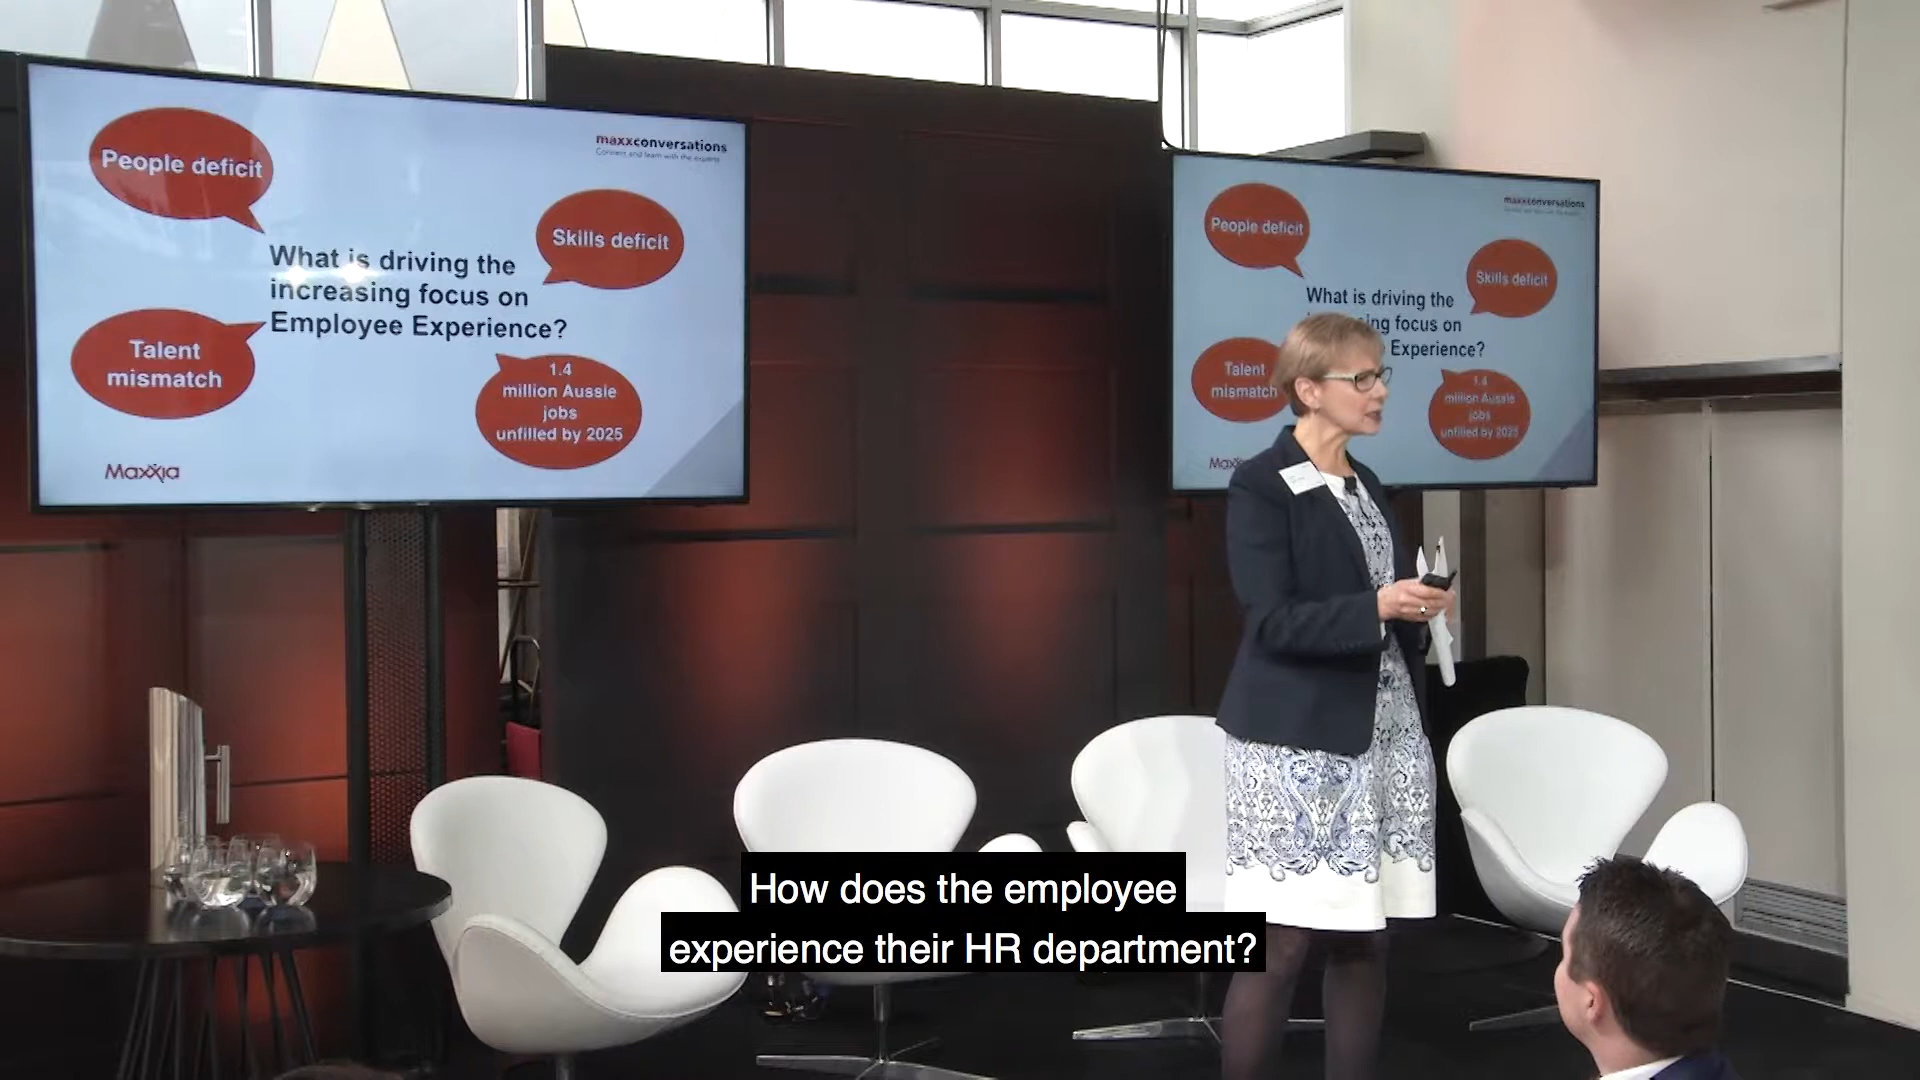 People deficit
maxxconversations
Connect and learn with the experts
Skills deficit
What is driving the
increasing focus on
Employee Experience?
Talent
mismatch
1.4
million Aussie
jobs
unfilled by 2025
Maxxia
People deficit
maxxconversations
Skills deficit
What is driving the
ing focus on
Experience?
Talent
mismatch
1.4
million Aussie
jobs
unfilled by 2025
How does the employee
experience their HR department?